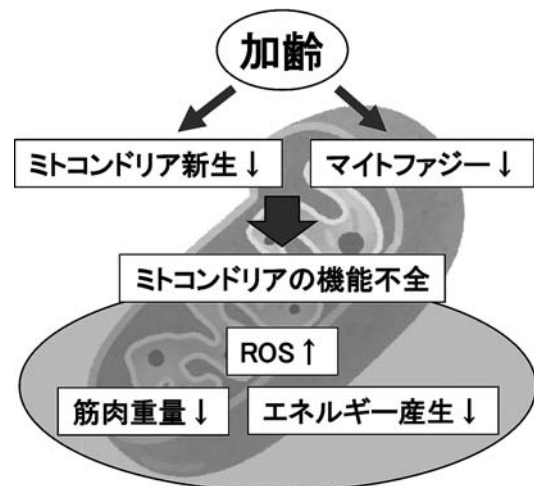 加齢
ミトコンドリア新生↓
マイトファジー↓
ミトコンドリアの機能不全
ROS↑
筋肉重量↓
エネルギー産生↓